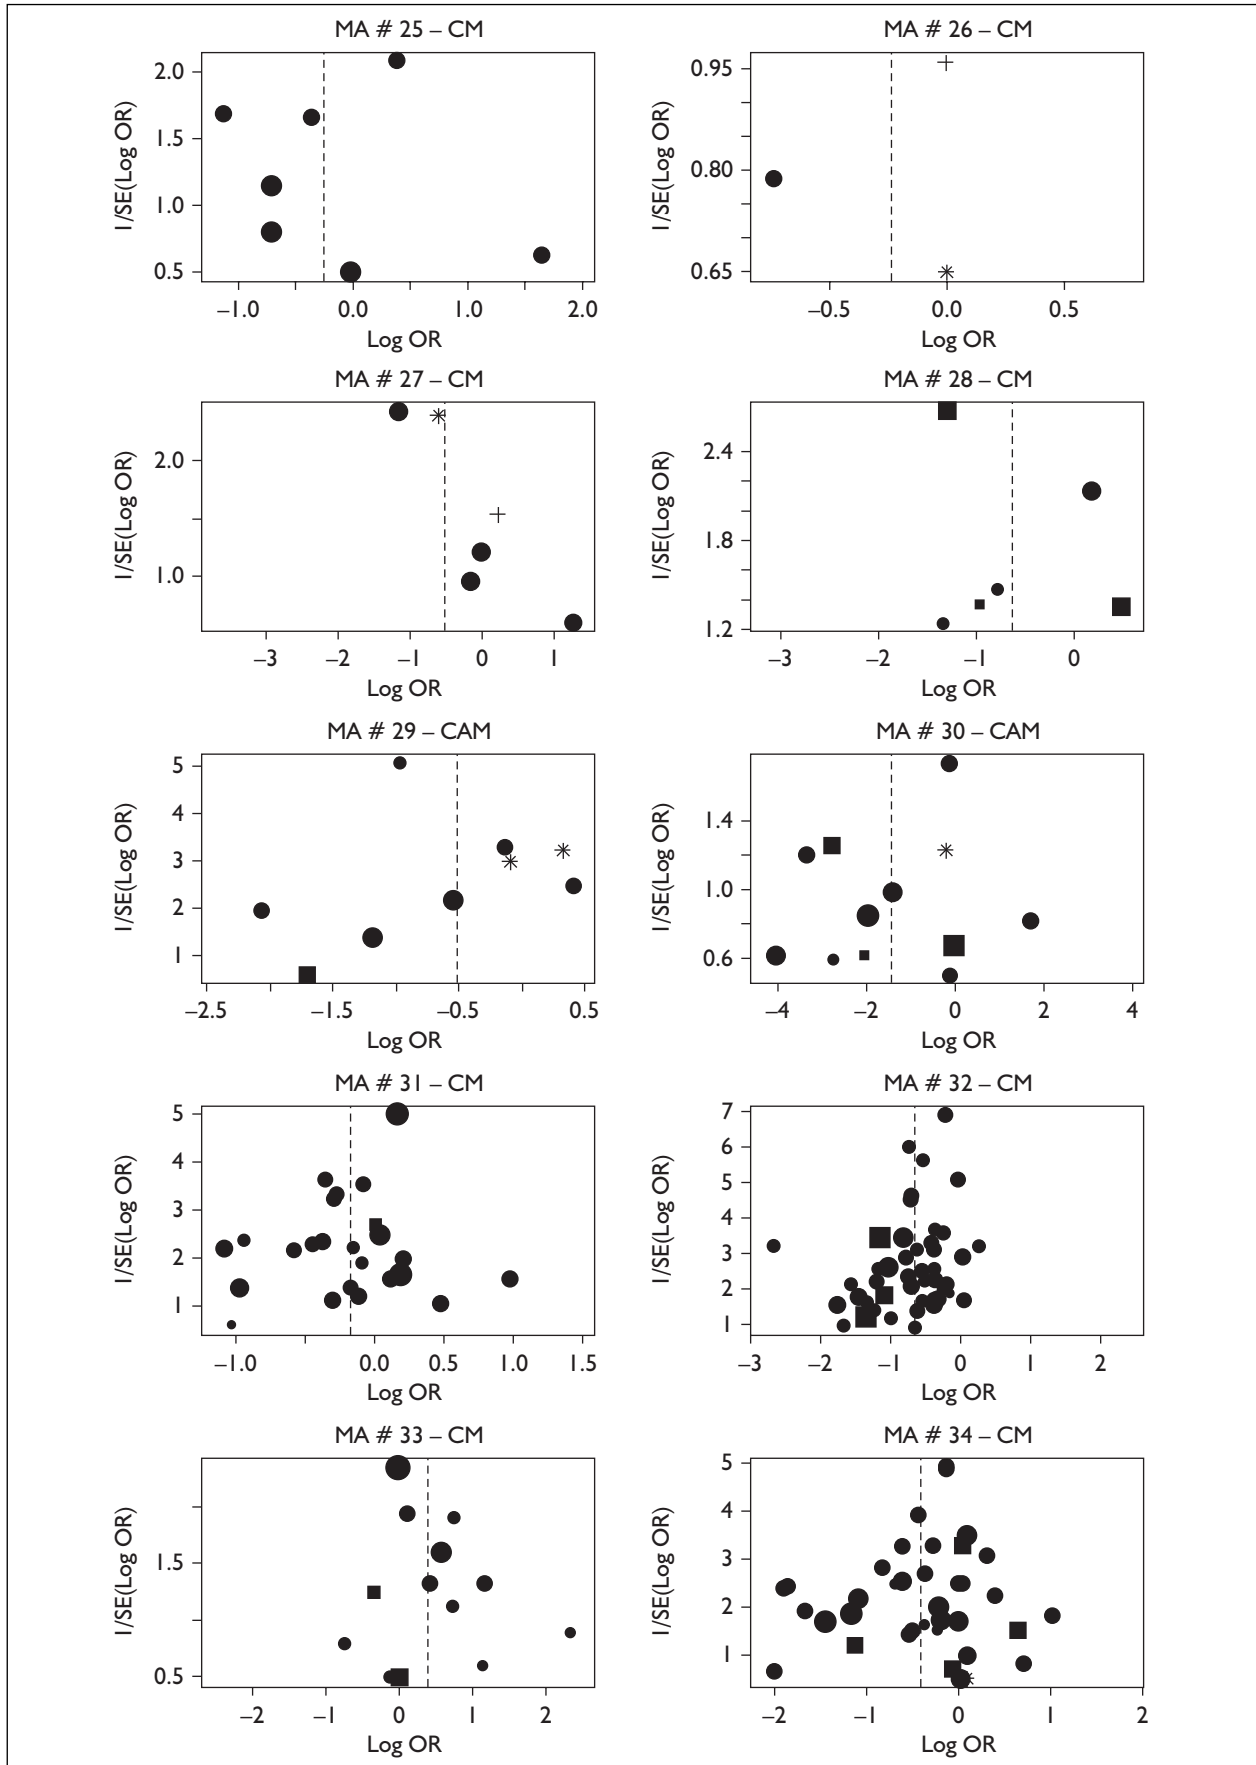 MA # 25 – CM
2.0
1.5
1.0
0.5
1/SE(Log OR)
–1.0 0.0 1.0 2.0
Log OR
MA # 26 – CM
0.95
0.80
0.65
1/SE(Log OR)
–0.5 0.0 0.5
Log OR
MA # 27 – CM
2.0
1.0
1/SE(Log OR)
–3 –2 –1 0 1
Log OR
MA # 28 – CM
2.4
1.8
1.2
1/SE(Log OR)
–3 –2 –1 0
Log OR
MA # 29 – CAM
5
4
3
2
1
1/SE(Log OR)
–2.5 –1.5 –0.5 0.5
Log OR
MA # 30 – CAM
1.4
1.0
0.6
1/SE(Log OR)
–4 –2 0 2 4
Log OR
MA # 31 – CM
5
4
3
2
1
1/SE(Log OR)
–1.0 0.0 0.5 1.0 1.5
Log OR
MA # 32 – CM
7
6
5
4
3
2
1
1/SE(Log OR)
–3 –2 –1 0 1 2
Log OR
MA # 33 – CM
1.5
0.5
1/SE(Log OR)
–2 –1 0 1 2
Log OR
MA # 34 – CM
5
4
3
2
1
1/SE(Log OR)
–2 –1 0 1 2
Log OR